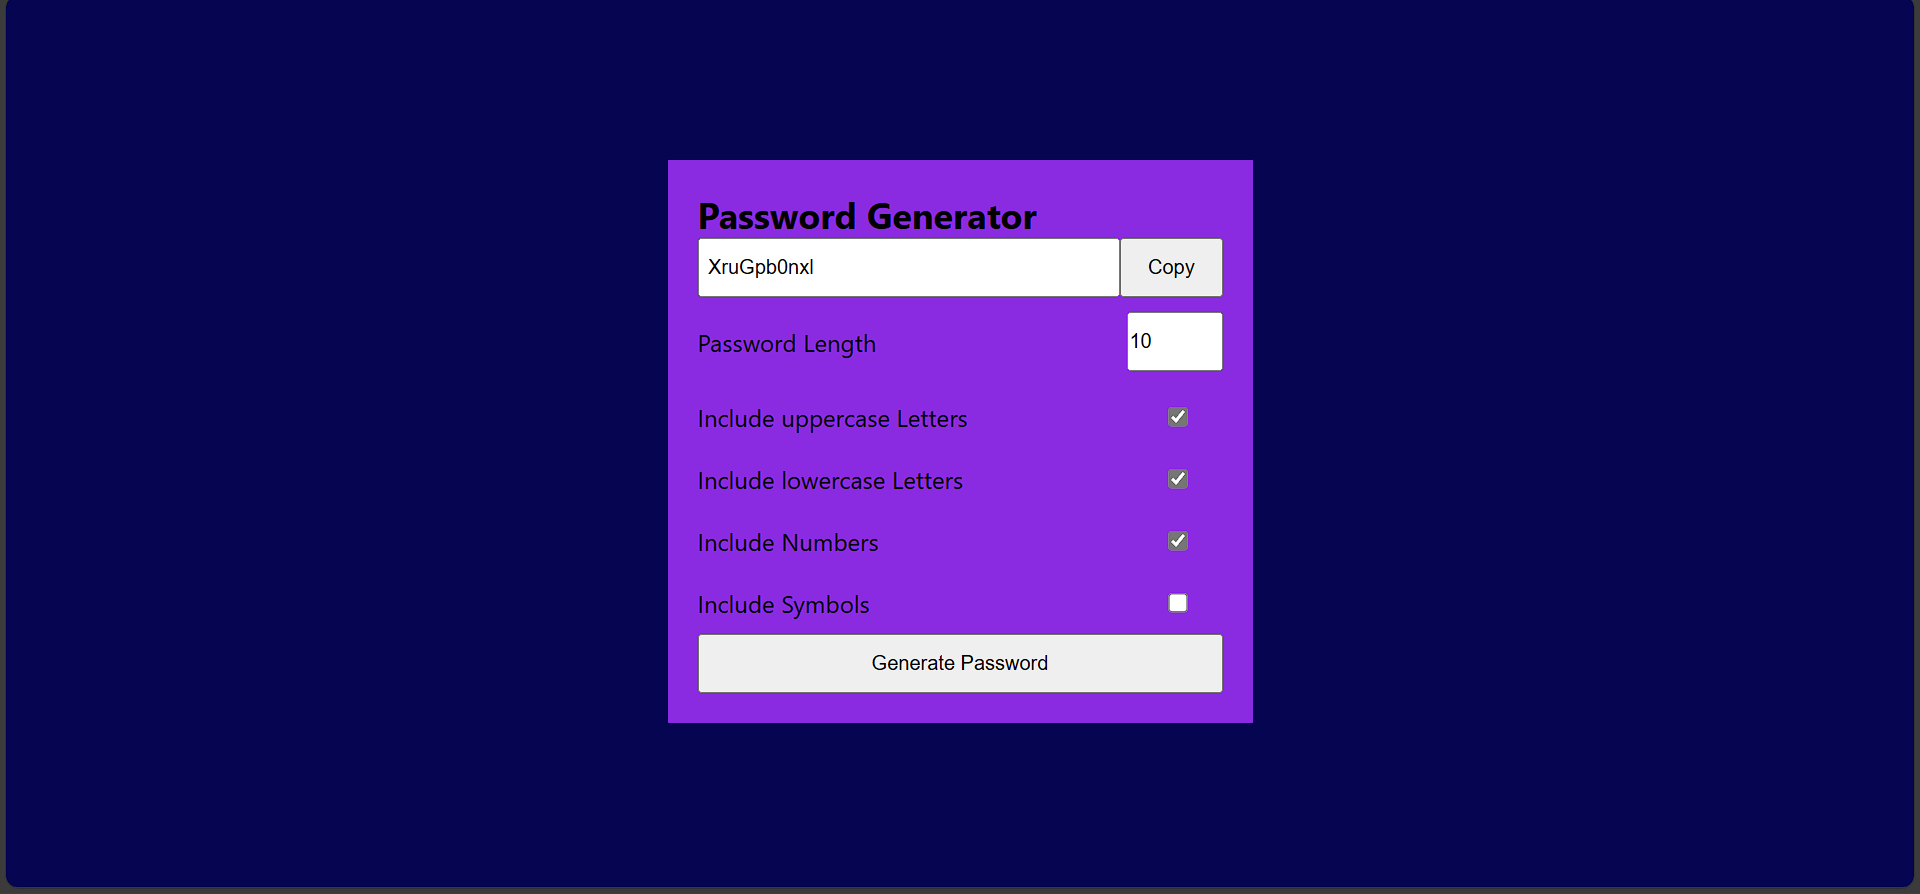 Password Generator
XruGpb0nxl
Copy
Password Length
10
Include uppercase Letters
Include lowercase Letters
Include Numbers
Include Symbols
Generate Password